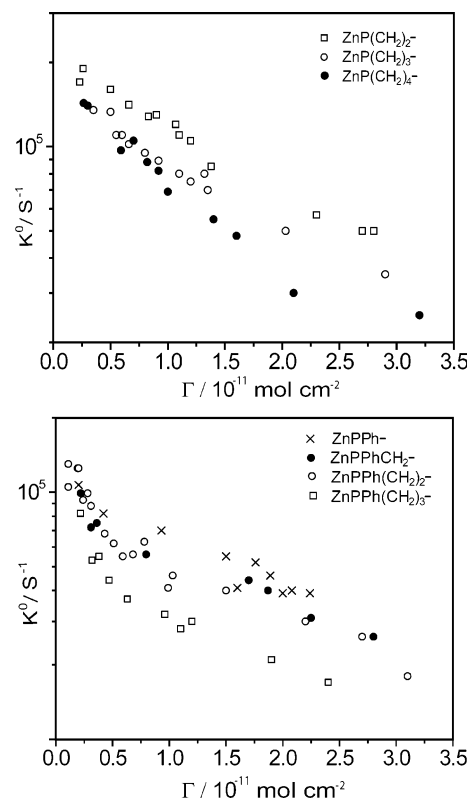 ZnP(CH2)2−
ZnP(CH2)3−
ZnP(CH2)4−
10^5
K^0/ S^-1
0.0 0.5 1.0 1.5 2.0 2.5 3.0 3.5
Γ / 10^-11 mol cm^-2
ZnPPh−
ZnPPhCH2−
ZnPPh(CH2)2−
ZnPPh(CH2)3−
10^5
K^0/ S^-1
0.0 0.5 1.0 1.5 2.0 2.5 3.0 3.5
Γ / 10^-11 mol cm^-2